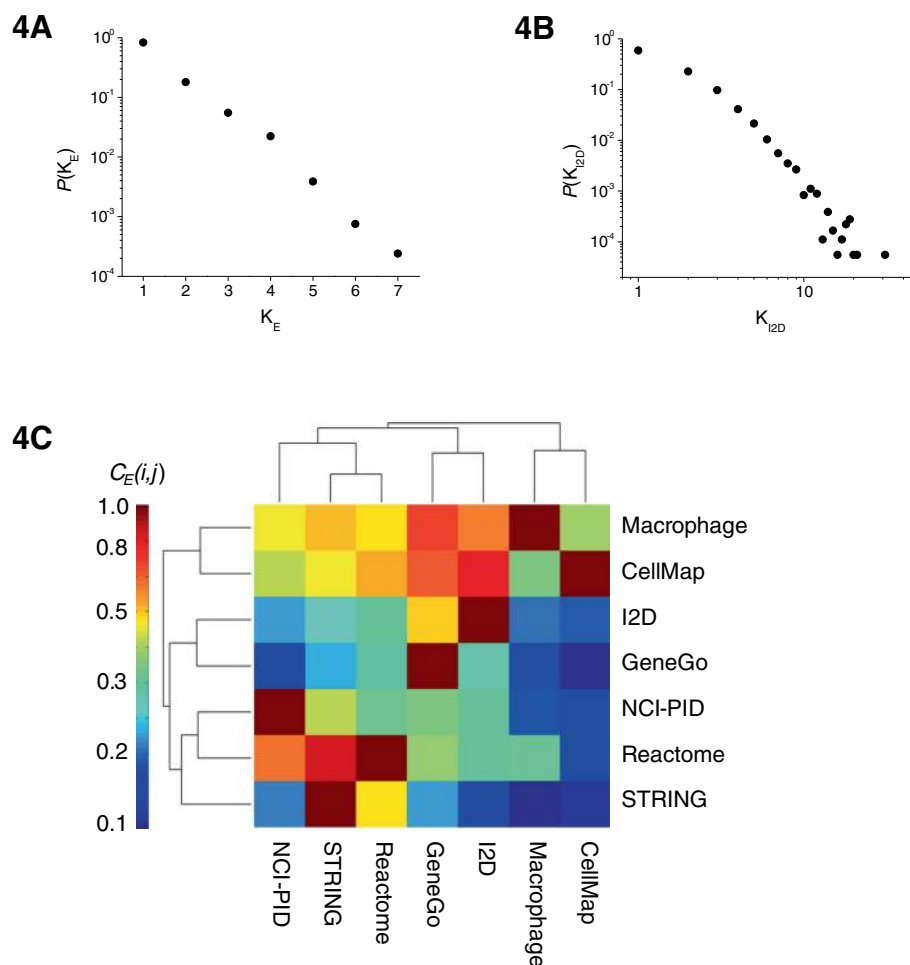 4A
10^0
10^-1
10^-2
10^-3
10^-4
P(K_E)
1 2 3 4 5 6 7
K_E
4B
10^0
10^-1
10^-2
10^-3
10^-4
P(K_I2D)
1 10
K_I2D
4C
C_E(i,j)
1.0
0.8
0.5
0.3
0.2
0.1
Macrophage
CellMap
I2D
GeneGo
NCI-PID
Reactome
STRING
NCI-PID
STRING
Reactome
GeneGo
I2D
Macrophage
CellMap